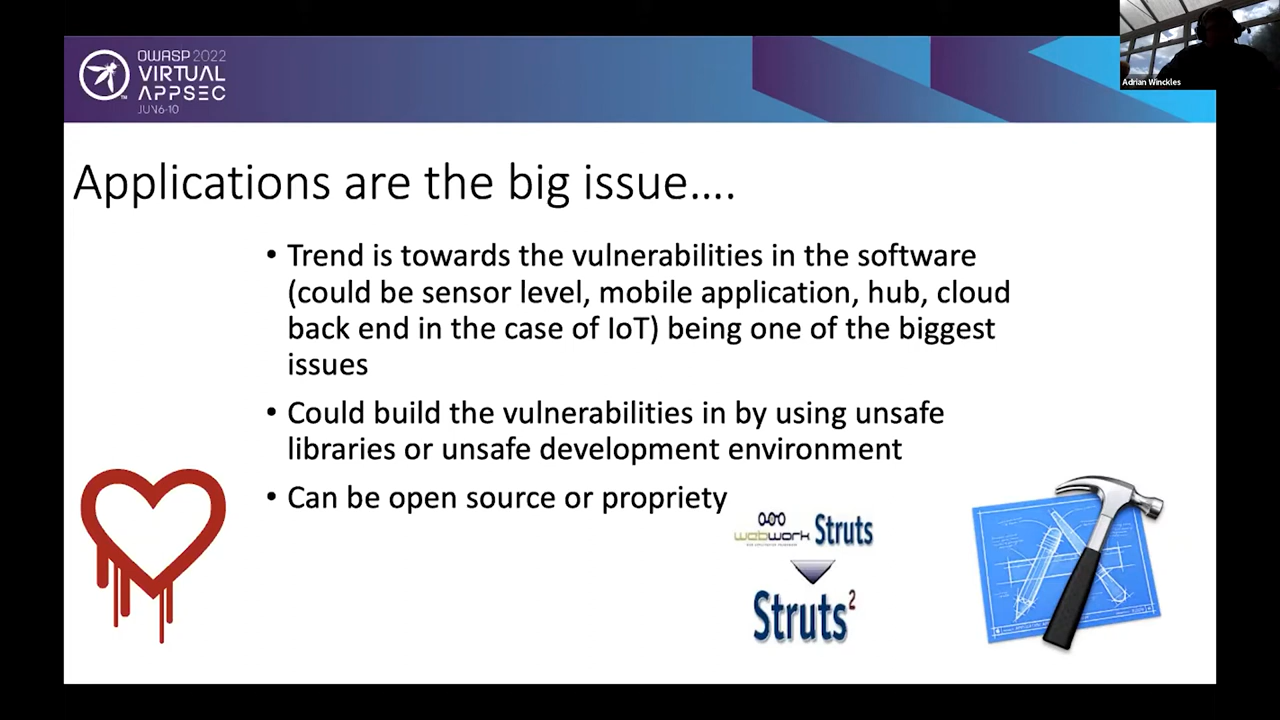 OWASP 2022
VIRTUAL
APPSEC
JUN 6-10
Adrian Winckles
Applications are the big issue....
• Trend is towards the vulnerabilities in the software
(could be sensor level, mobile application, hub, cloud
back end in the case of IoT) being one of the biggest
issues
• Could build the vulnerabilities in by using unsafe
libraries or unsafe development environment
• Can be open source or propriety
webwork Struts
Struts²